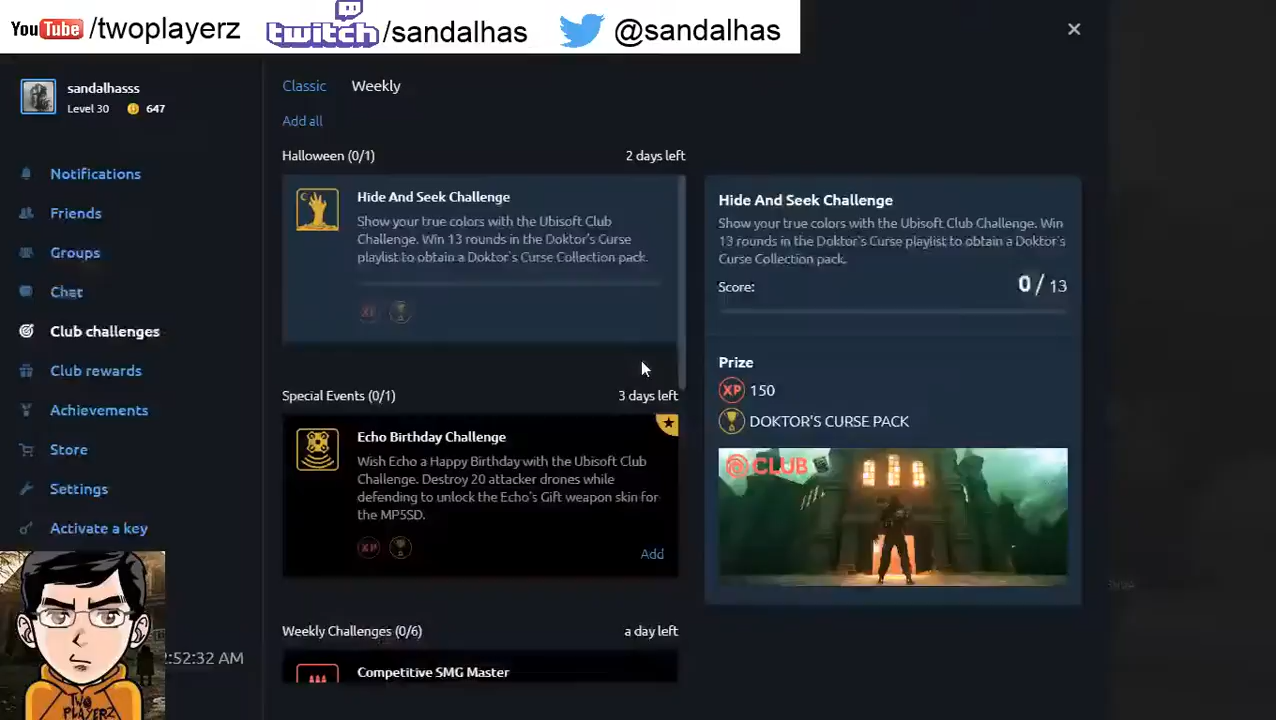 YouTube /twoplayerz twitch /sandalhas @sandalhas
sandalhasss
Level 30 647
Notifications
Friends
Groups
Chat
Club challenges
Club rewards
Achievements
Store
Settings
Activate a key
:52:32 AM
TWO
PLAYERZ
Classic Weekly
Add all
Halloween (0/1) 2 days left
Hide And Seek Challenge
Show your true colors with the Ubisoft Club
Challenge. Win 13 rounds in the Doktor's Curse
playlist to obtain a Doktor's Curse Collection pack.
XP
Special Events (0/1) 3 days left
Echo Birthday Challenge
Wish Echo a Happy Birthday with the Ubisoft Club
Challenge. Destroy 20 attacker drones while
defending to unlock the Echo's Gift weapon skin for
the MP5SD.
XP
Add
Weekly Challenges (0/6) a day left
Competitive SMG Master
Hide And Seek Challenge
Show your true colors with the Ubisoft Club Challenge. Win
13 rounds in the Doktor's Curse playlist to obtain a Doktor's
Curse Collection pack.
Score: 0 / 13
Prize
XP 150
DOKTOR'S CURSE PACK
CLUB